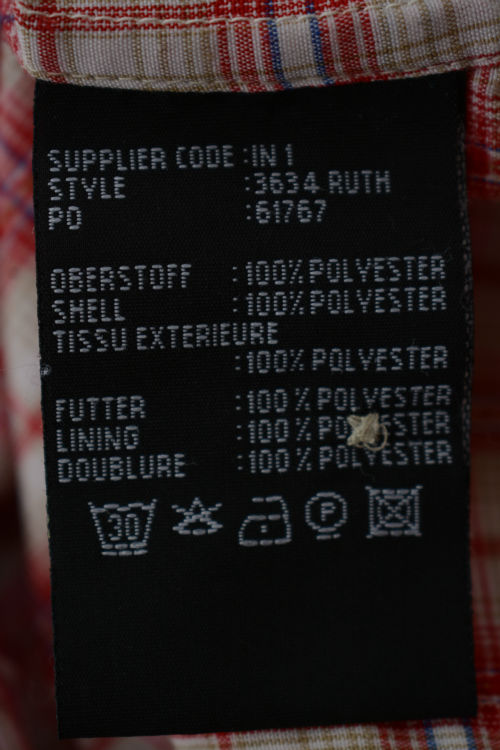 SUPPLIER CODE :IN 1
STYLE :3634 RUTH
PO :61767
OBERSTOFF :100% POLYESTER
SHELL :100% POLYESTER
TISSU EXTERIEURE
:100% POLYESTER
FUTTER :100 % POLYESTER
LINING :100 % POLYESTER
DOUBLURE :100 % POLYESTER
30 P